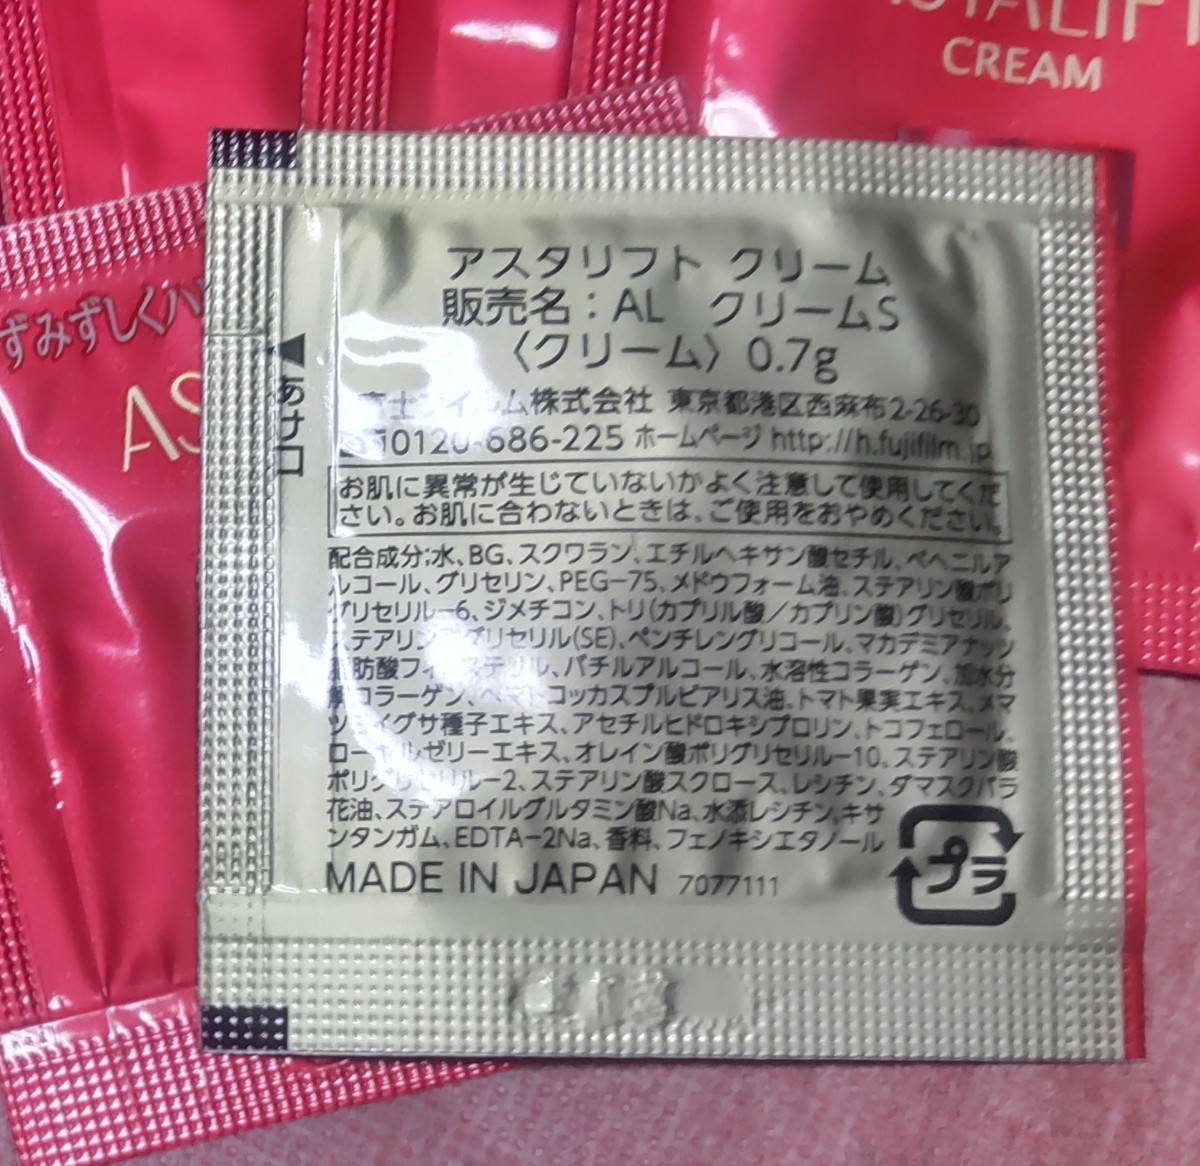 CREAM
ずみずしくハ
AS
▼あけ口
アスタリフト クリーム
販売名：AL クリームS
〈クリーム〉 0.7g
株式会社 東京都港区西麻布2-26-30
0120-686-225 ホームページ http://h.fujifilm.jp
お肌に異常が生じていないかよく注意して使用してくだ
さい。お肌に合わないときは、ご使用をおやめください。
配合成分:水、BG、スクワラン、エチルヘキサン酸セチル、ベヘニルア
ルコール、グリセリン、PEG-75、メドウフォーム油、ステアリン酸ポリ
グリセリル-6、ジメチコン、トリ(カプリル酸／カプリン酸)グリセリル、
ステアリン グリセリル(SE)、ペンチレングリコール、マカデミアナッツ
脂肪酸フィ ステリル、バチルアルコール、水溶性コラーゲン、加水分
解コラーゲン、ヘマトコッカスプルビアリス油、トマト果実エキス、メマ
ツヨイグサ種子エキス、アセチルヒドロキシプロリン、トコフェロール、
ローヤルゼリーエキス、オレイン酸ポリグリセリル-10、ステアリン酸
ポリグリセリル-2、ステアリン酸スクロース、レシチン、ダマスクバラ
花油、ステアロイルグルタミン酸Na、水添レシチン、キサ
ンタンガム、EDTA-2Na、香料、フェノキシエタノール
プラ
MADE IN JAPAN 7077111